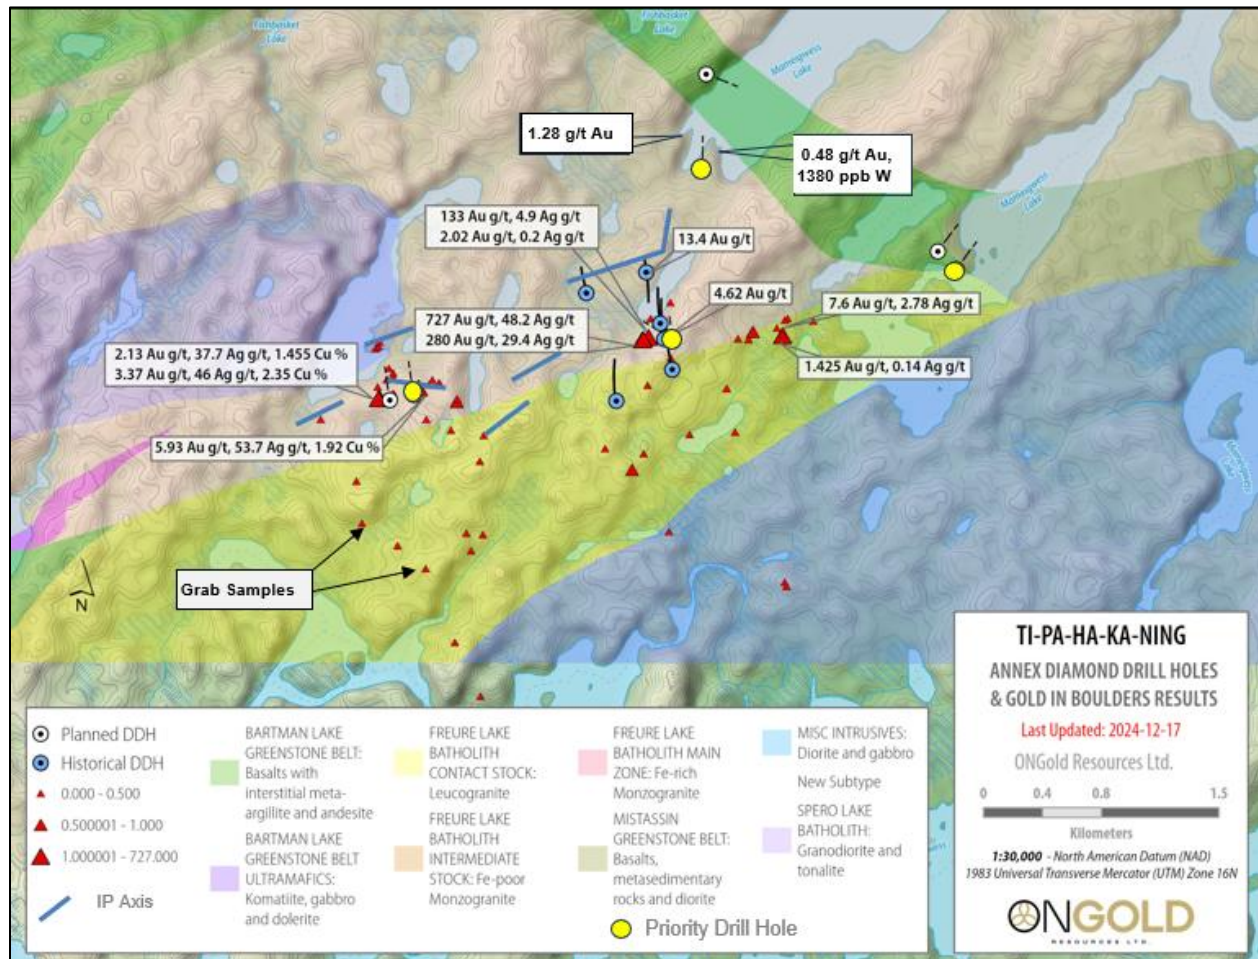 Fishbasket
Lake
Fishbasket
Lake
Mameigwess
Lake
1.28 g/t Au
0.48 g/t Au,
1380 ppb W
Mameigwess
Lake
133 Au g/t, 4.9 Ag g/t
2.02 Au g/t, 0.2 Ag g/t
13.4 Au g/t
4.62 Au g/t
7.6 Au g/t, 2.78 Ag g/t
727 Au g/t, 48.2 Ag g/t
280 Au g/t, 29.4 Ag g/t
2.13 Au g/t, 37.7 Ag g/t, 1.455 Cu %
3.37 Au g/t, 46 Ag g/t, 2.35 Cu %
1.425 Au g/t, 0.14 Ag g/t
5.93 Au g/t, 53.7 Ag g/t, 1.92 Cu %
Grab Samples
N
TI-PA-HA-KA-NING
ANNEX DIAMOND DRILL HOLES
& GOLD IN BOULDERS RESULTS
Last Updated: 2024-12-17
ONGold Resources Ltd.
0 0.4 0.8 1.5
Kilometers
1:30,000 - North American Datum (NAD)
1983 Universal Transverse Mercator (UTM) Zone 16N
ONGOLD
RESOURCES LTD.
Planned DDH
Historical DDH
0.000 - 0.500
0.500001 - 1.000
1.000001 - 727.000
IP Axis
BARTMAN LAKE
GREENSTONE BELT:
Basalts with
interstitial meta-
argillite and andesite
BARTMAN LAKE
GREENSTONE BELT
ULTRAMAFICS:
Komatiite, gabbro
and dolerite
FREURE LAKE
BATHOLITH
CONTACT STOCK:
Leucogranite
FREURE LAKE
BATHOLITH
INTERMEDIATE
STOCK: Fe-poor
Monzogranite
FREURE LAKE
BATHOLITH MAIN
ZONE: Fe-rich
Monzogranite
MISTASSIN
GREENSTONE BELT:
Basalts,
metasedimentary
rocks and diorite
Priority Drill Hole
MISC INTRUSIVES:
Diorite and gabbro
New Subtype
SPERO LAKE
BATHOLITH:
Granodiorite and
tonalite